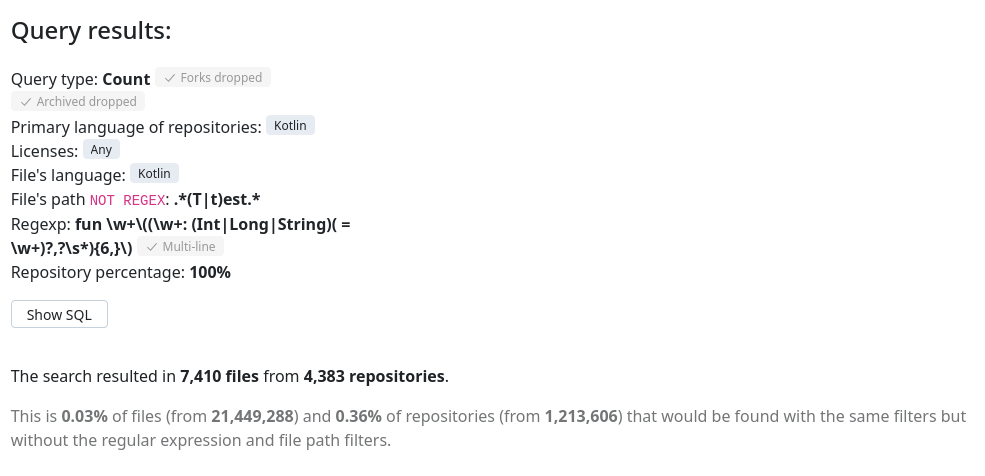 Query results:
Query type: Count ✓ Forks dropped
✓ Archived dropped
Primary language of repositories: Kotlin
Licenses: Any
File's language: Kotlin
File's path NOT REGEX: .*(T|t)est.*
Regexp: fun \w+\((\w+: (Int|Long|String)( =
\w+)?,?\s*){6,}\) ✓ Multi-line
Repository percentage: 100%
Show SQL
The search resulted in 7,410 files from 4,383 repositories.
This is 0.03% of files (from 21,449,288) and 0.36% of repositories (from 1,213,606) that would be found with the same filters but
without the regular expression and file path filters.